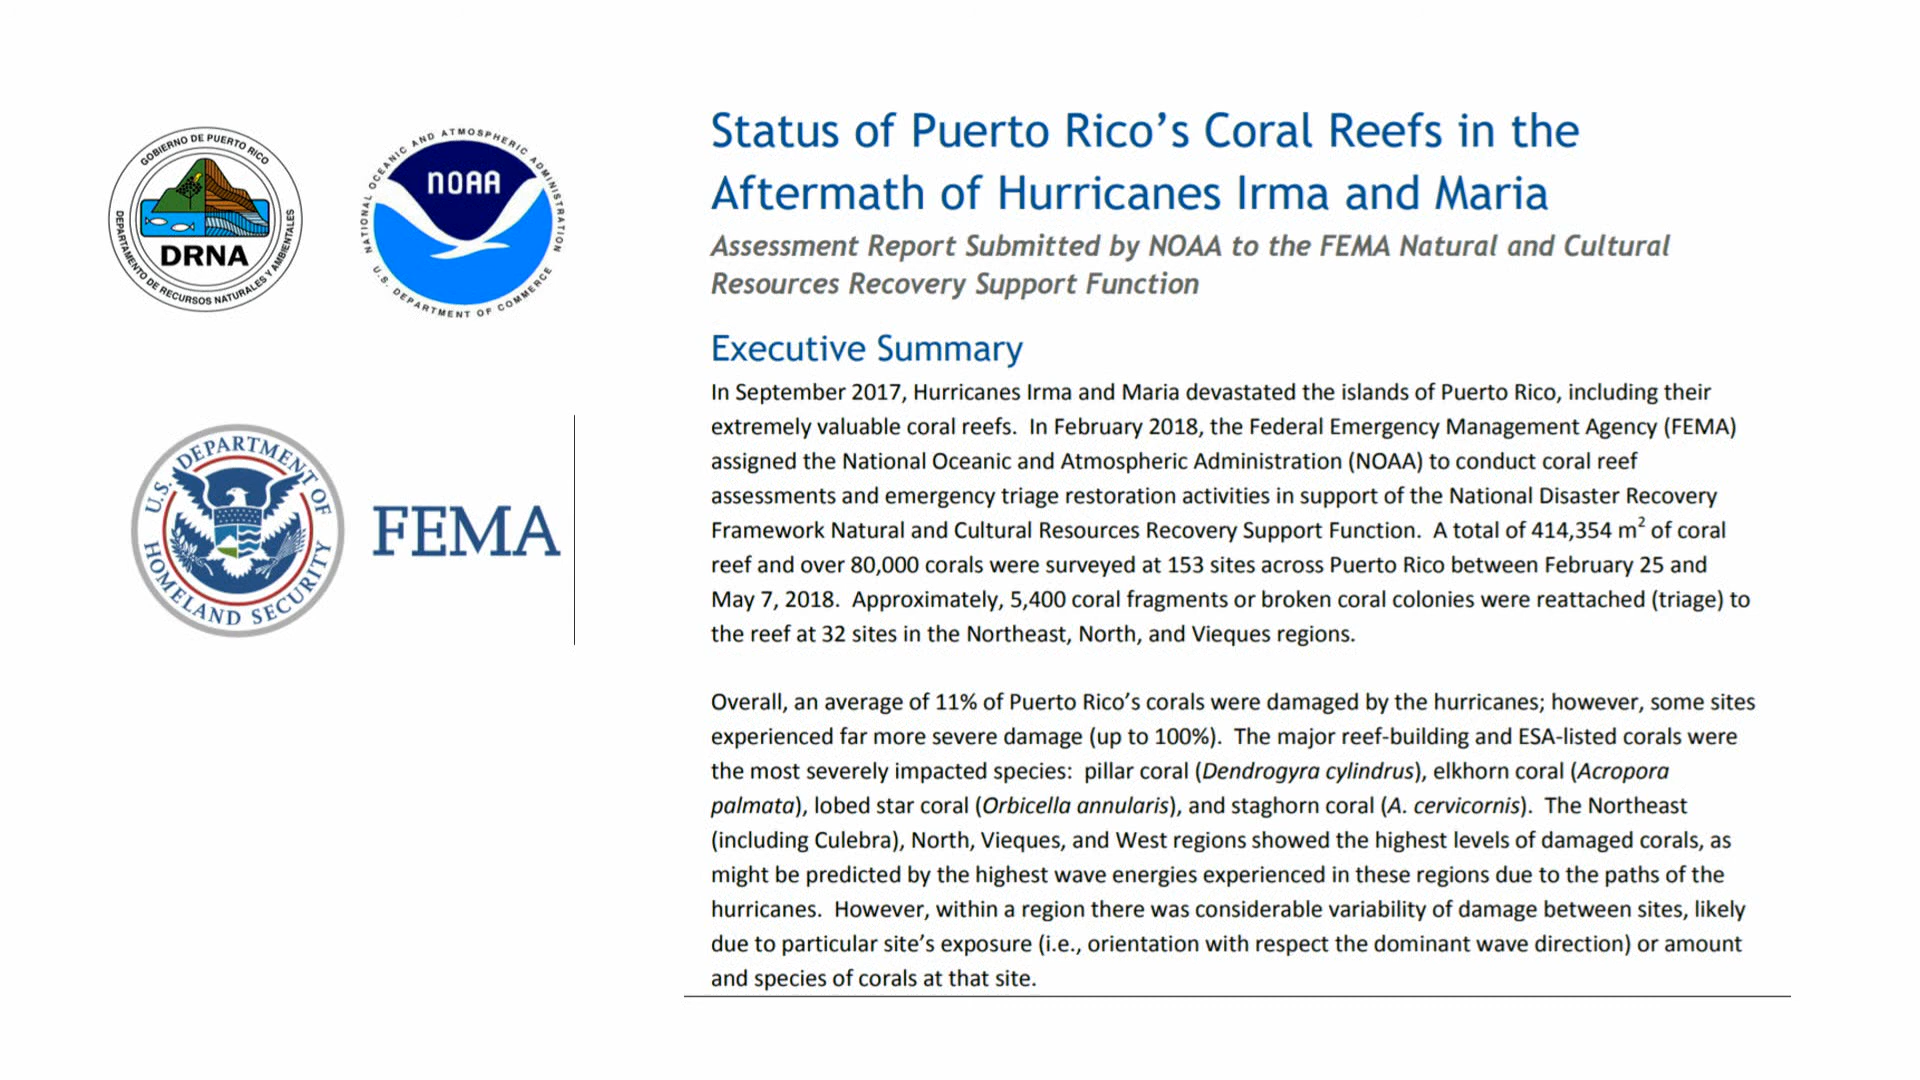 GOBIERNO DE PUERTO RICO
DRNA
DEPARTAMENTO DE RECURSOS NATURALES Y AMBIENTALES
NATIONAL OCEANIC AND ATMOSPHERIC ADMINISTRATION
NOAA
U.S. DEPARTMENT OF COMMERCE
U.S. DEPARTMENT OF
HOMELAND SECURITY
FEMA
Status of Puerto Rico’s Coral Reefs in the
Aftermath of Hurricanes Irma and Maria
Assessment Report Submitted by NOAA to the FEMA Natural and Cultural
Resources Recovery Support Function
Executive Summary
In September 2017, Hurricanes Irma and Maria devastated the islands of Puerto Rico, including their
extremely valuable coral reefs.  In February 2018, the Federal Emergency Management Agency (FEMA)
assigned the National Oceanic and Atmospheric Administration (NOAA) to conduct coral reef
assessments and emergency triage restoration activities in support of the National Disaster Recovery
Framework Natural and Cultural Resources Recovery Support Function.  A total of 414,354 m² of coral
reef and over 80,000 corals were surveyed at 153 sites across Puerto Rico between February 25 and
May 7, 2018.  Approximately, 5,400 coral fragments or broken coral colonies were reattached (triage) to
the reef at 32 sites in the Northeast, North, and Vieques regions.
Overall, an average of 11% of Puerto Rico’s corals were damaged by the hurricanes; however, some sites
experienced far more severe damage (up to 100%).  The major reef-building and ESA-listed corals were
the most severely impacted species:  pillar coral (Dendrogyra cylindrus), elkhorn coral (Acropora
palmata), lobed star coral (Orbicella annularis), and staghorn coral (A. cervicornis).  The Northeast
(including Culebra), North, Vieques, and West regions showed the highest levels of damaged corals, as
might be predicted by the highest wave energies experienced in these regions due to the paths of the
hurricanes.  However, within a region there was considerable variability of damage between sites, likely
due to particular site’s exposure (i.e., orientation with respect the dominant wave direction) or amount
and species of corals at that site.